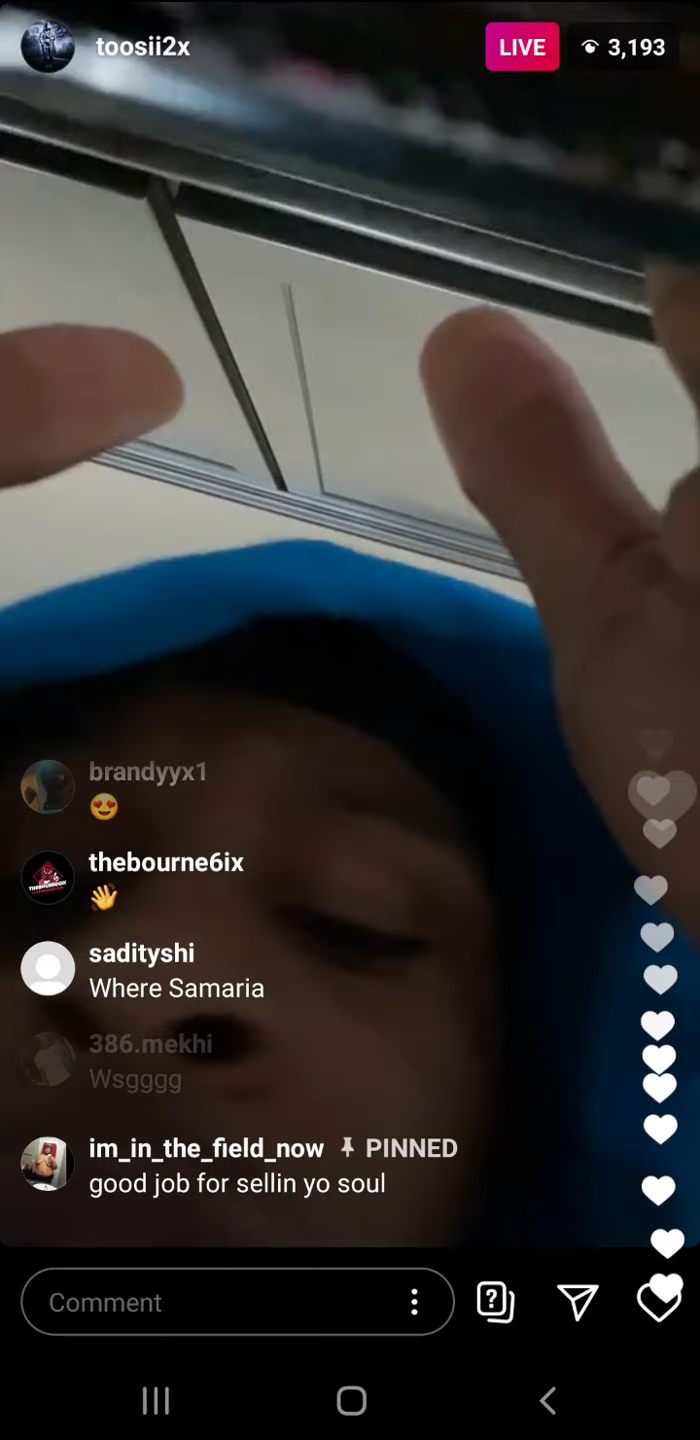 toosii2x
LIVE
3,193
brandyyx1
😍
thebourne6ix
👋
sadityshi
Where Samaria
386.mekhi
Wsgggg
im_in_the_field_now PINNED
good job for sellin yo soul
Comment